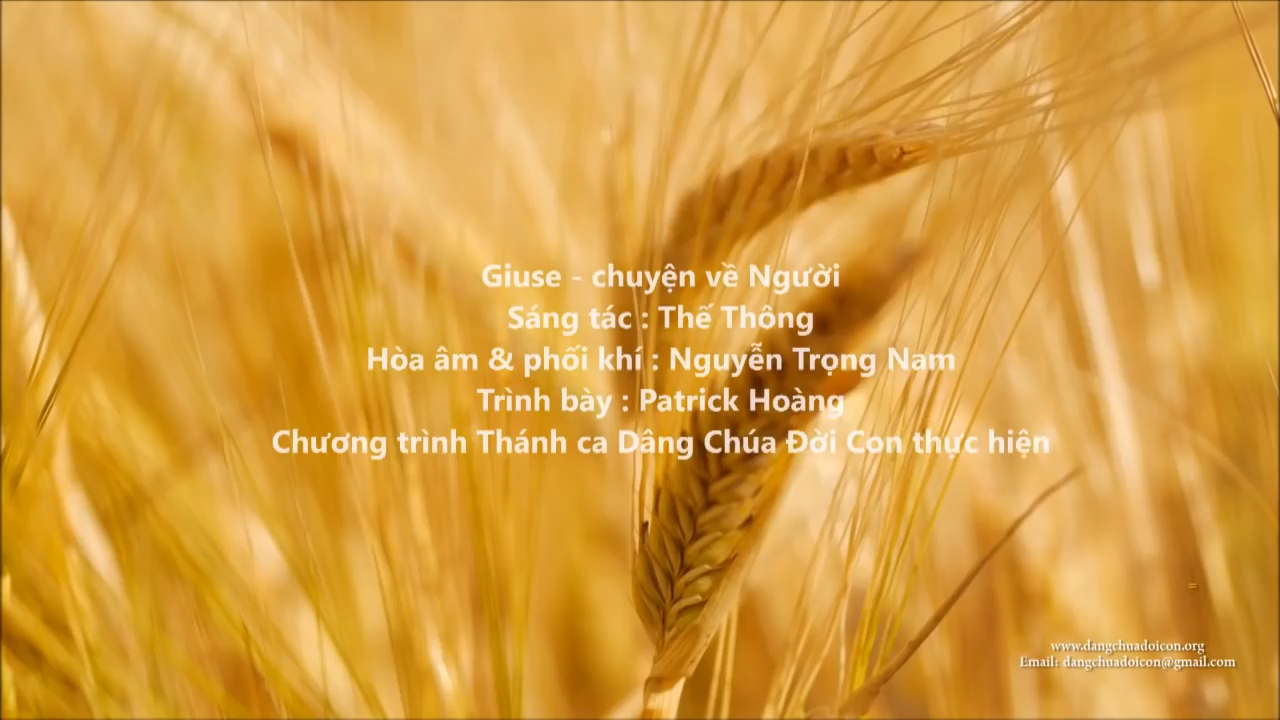 Giuse - chuyện về Người
Sáng tác : Thế Thông
Hòa âm & phối khí : Nguyễn Trọng Nam
Trình bày : Patrick Hoàng
Chương trình Thánh ca Dâng Chúa Đời Con thực hiện
=
www.dangchuadoicon.org
Email: dangchuadoicon@gmail.com